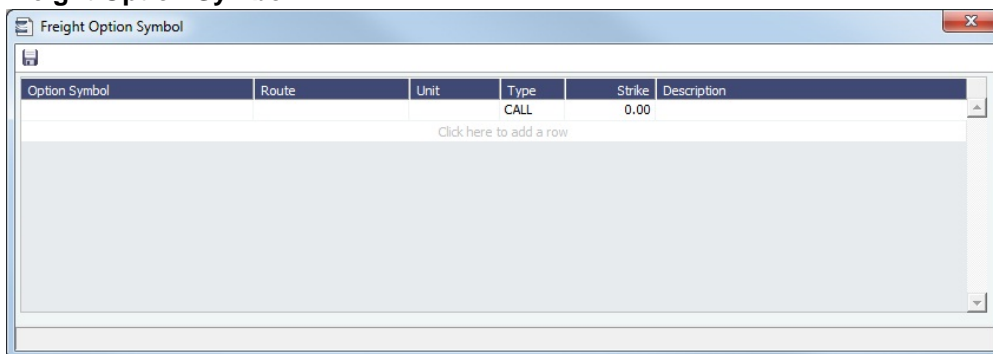 Freight Option Symbol
Option Symbol Route Unit Type Strike Description
CALL 0.00
Click here to add a row